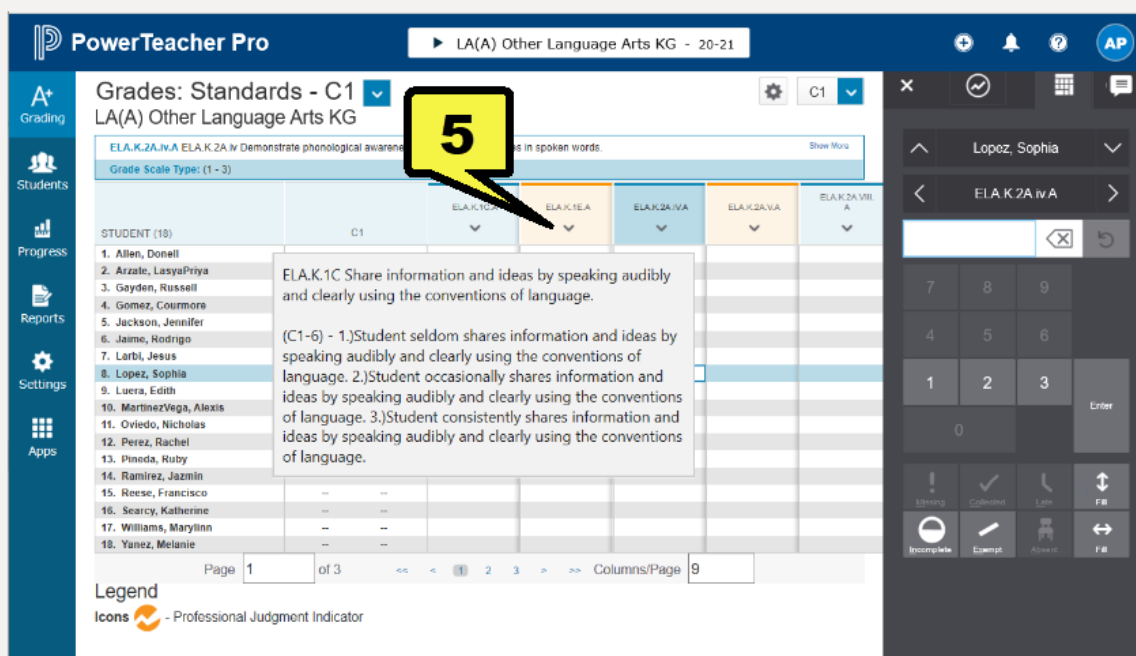 PowerTeacher Pro
LA(A) Other Language Arts KG - 20-21
AP
Grading
Students
Progress
Reports
Settings
Apps
Grades: Standards - C1
C1
LA(A) Other Language Arts KG
5
ELA.K.2A.iv.A ELA.K.2A.iv Demonstrate phonological awarene
s in spoken words.
Show More
Grade Scale Type: (1 - 3)
STUDENT (18)
C1
ELA.K.1C.A
ELA.K.1E.A
ELA.K.2A.IV.A
ELA.K.2A.V.A
ELA.K.2A.VIII.
A
1. Allen, Donell
2. Arzate, LasyaPriya
3. Gayden, Russell
4. Gomez, Courmore
5. Jackson, Jennifer
6. Jaime, Rodrigo
7. Larbi, Jesus
8. Lopez, Sophia
9. Luera, Edith
10. MartinezVega, Alexis
11. Oviedo, Nicholas
12. Perez, Rachel
13. Pineda, Ruby
14. Ramirez, Jazmin
15. Reese, Francisco -- --
16. Searcy, Katherine -- --
17. Williams, Marylinn -- --
18. Yanez, Melanie -- --
ELA.K.1C Share information and ideas by speaking audibly
and clearly using the conventions of language.
(C1-6) - 1.)Student seldom shares information and ideas by
speaking audibly and clearly using the conventions of
language. 2.)Student occasionally shares information and
ideas by speaking audibly and clearly using the conventions
of language. 3.)Student consistently shares information and
ideas by speaking audibly and clearly using the conventions
of language.
Page 1 of 3 << < 1 2 3 > >> Columns/Page 9
Legend
Icons - Professional Judgment Indicator
Lopez, Sophia
ELA.K.2A.iv.A
7 8 9
4 5 6
1 2 3
Enter
0
Missing
Collected
Late
Fill
Incomplete
Exempt
Absent
Fill